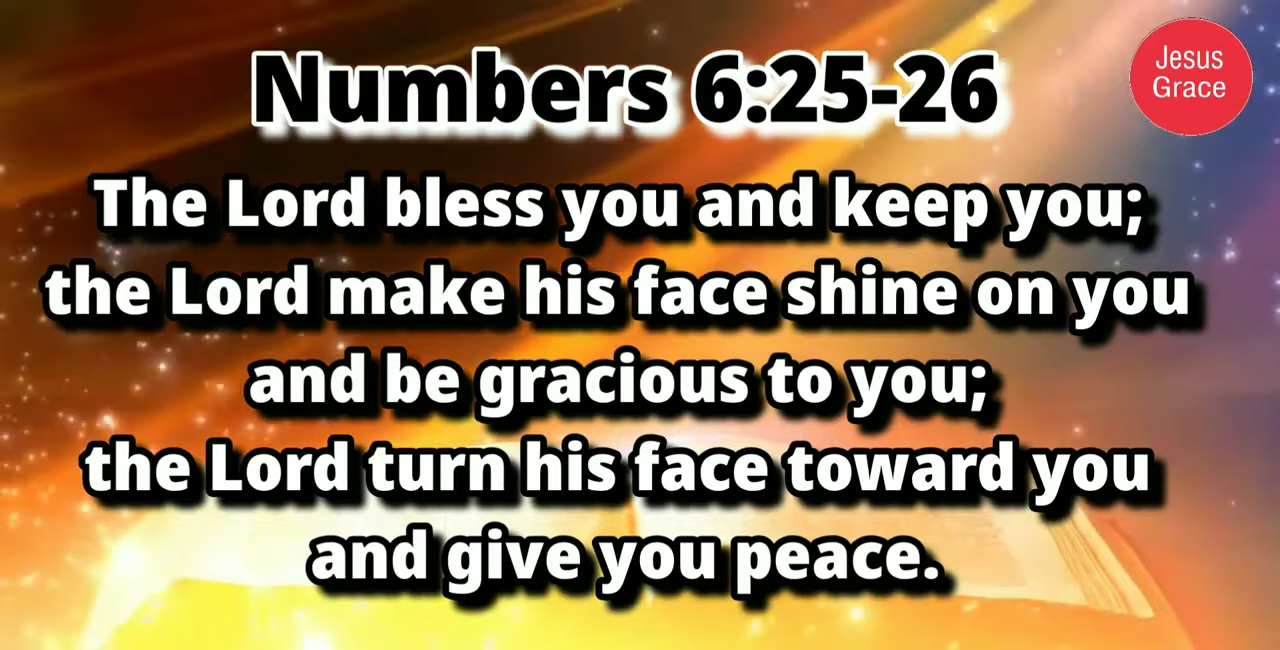 Numbers 6:25-26
Jesus
Grace
The Lord bless you and keep you;
the Lord make his face shine on you
and be gracious to you;
the Lord turn his face toward you
and give you peace.